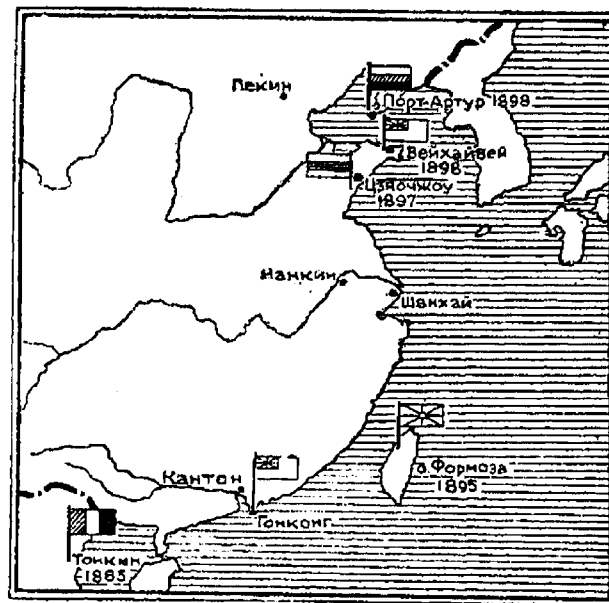 Пекин
Порт-Артур 1898
Вейхайвей
1898
Цзяочжоу
1897
Нанкин
Шанхай
о.Формоза
1895
Кантон
Гонконг
Тонкин
1885